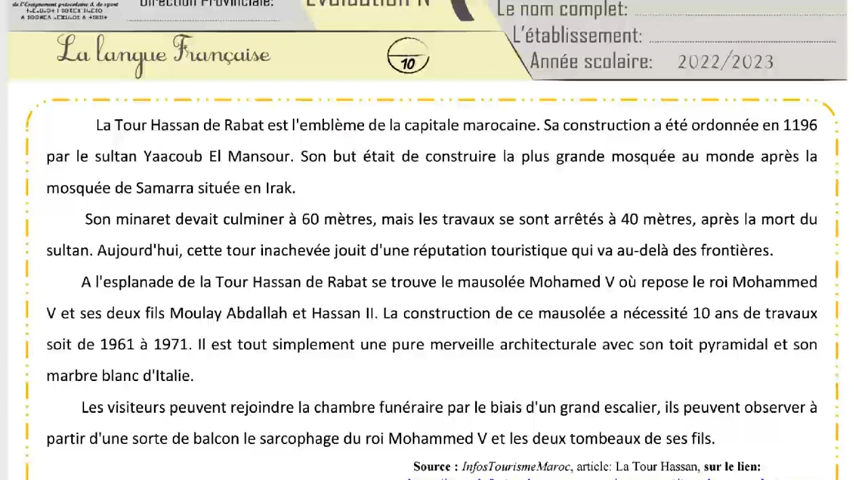 Direction Provinciale:
Evaluation N°
Le nom complet:
L'établissement:
Année scolaire: 2022/2023
La langue Française
10
La Tour Hassan de Rabat est l'emblème de la capitale marocaine. Sa construction a été ordonnée en 1196
par le sultan Yaacoub El Mansour. Son but était de construire la plus grande mosquée au monde après la
mosquée de Samarra située en Irak.
Son minaret devait culminer à 60 mètres, mais les travaux se sont arrêtés à 40 mètres, après la mort du
sultan. Aujourd'hui, cette tour inachevée jouit d'une réputation touristique qui va au-delà des frontières.
A l'esplanade de la Tour Hassan de Rabat se trouve le mausolée Mohamed V où repose le roi Mohammed
V et ses deux fils Moulay Abdallah et Hassan II. La construction de ce mausolée a nécessité 10 ans de travaux
soit de 1961 à 1971. Il est tout simplement une pure merveille architecturale avec son toit pyramidal et son
marbre blanc d'Italie.
Les visiteurs peuvent rejoindre la chambre funéraire par le biais d'un grand escalier, ils peuvent observer à
partir d'une sorte de balcon le sarcophage du roi Mohammed V et les deux tombeaux de ses fils.
Source : InfosTourismeMaroc, article: La Tour Hassan, sur le lien: